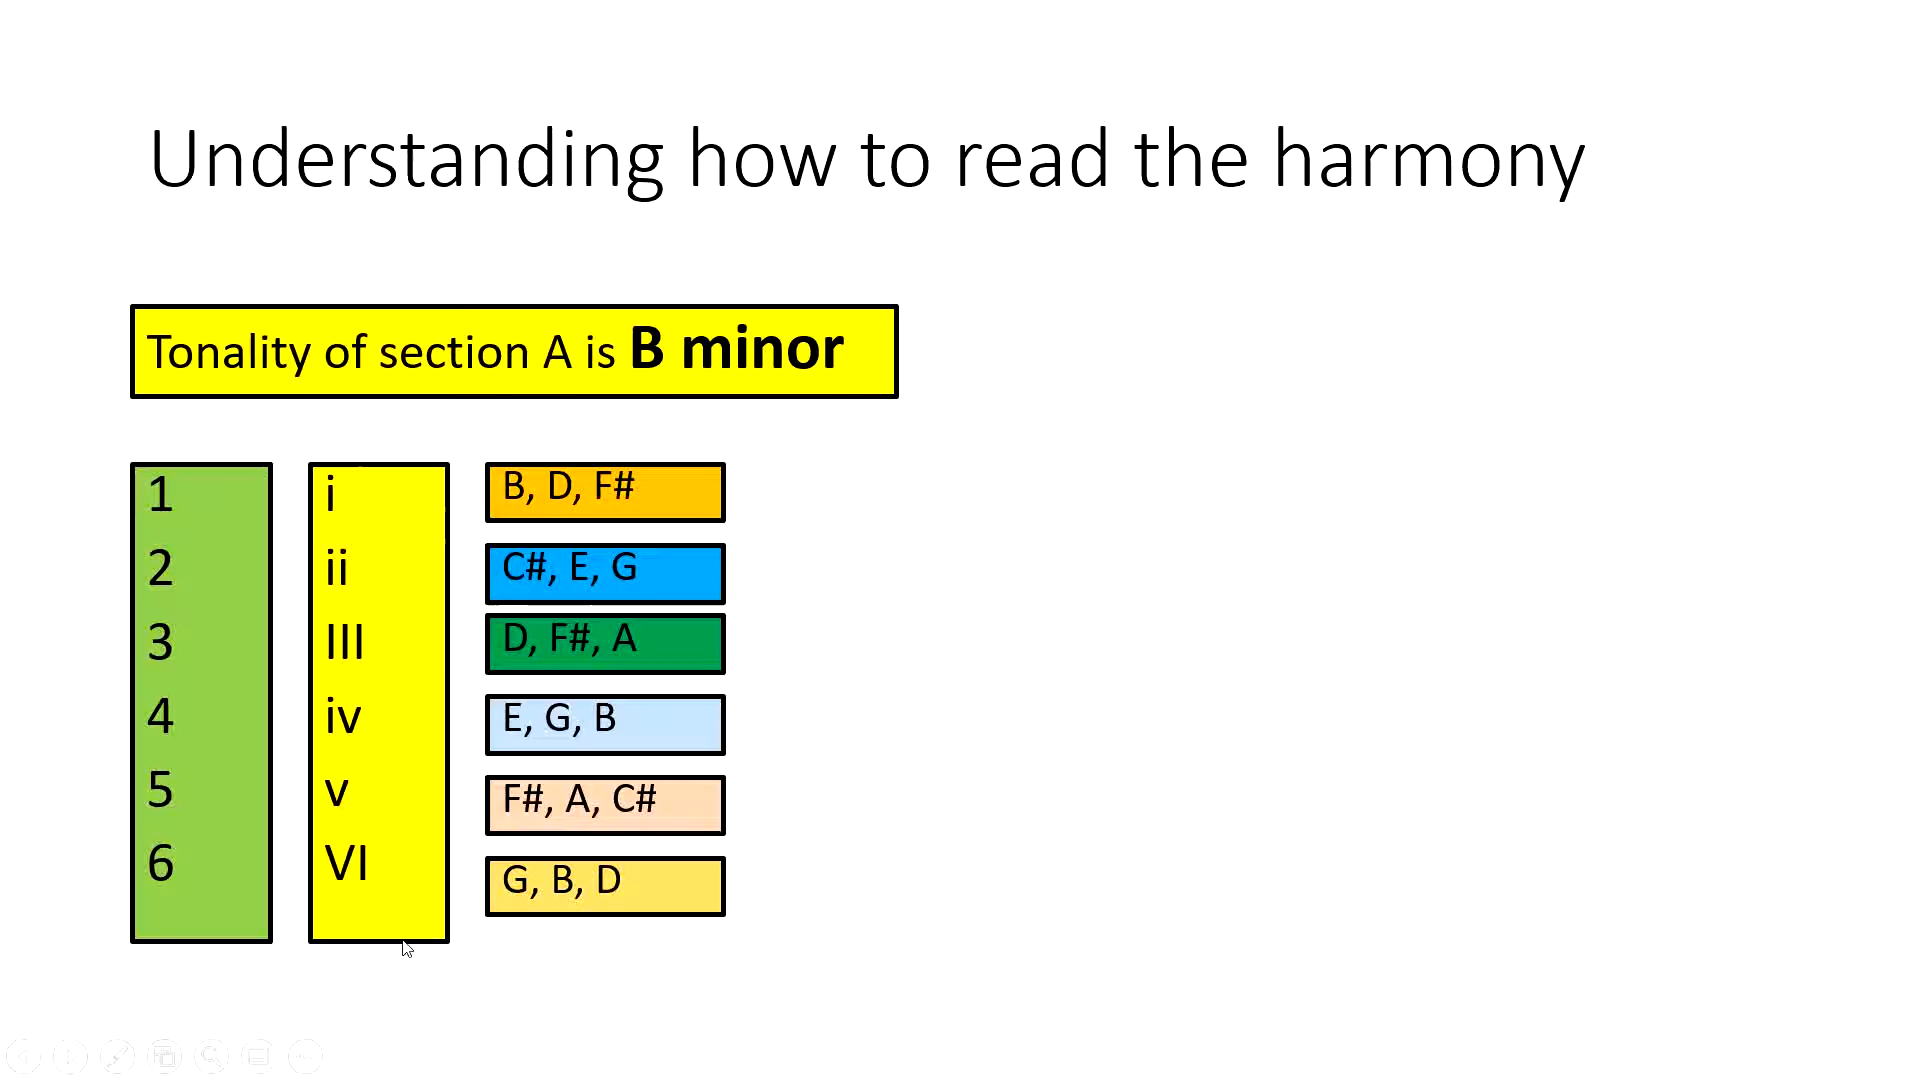 Understanding how to read the harmony
Tonality of section A is B minor
1
2
3
4
5
6
i
ii
III
iv
v
VI
B, D, F#
C#, E, G
D, F#, A
E, G, B
F#, A, C#
G, B, D